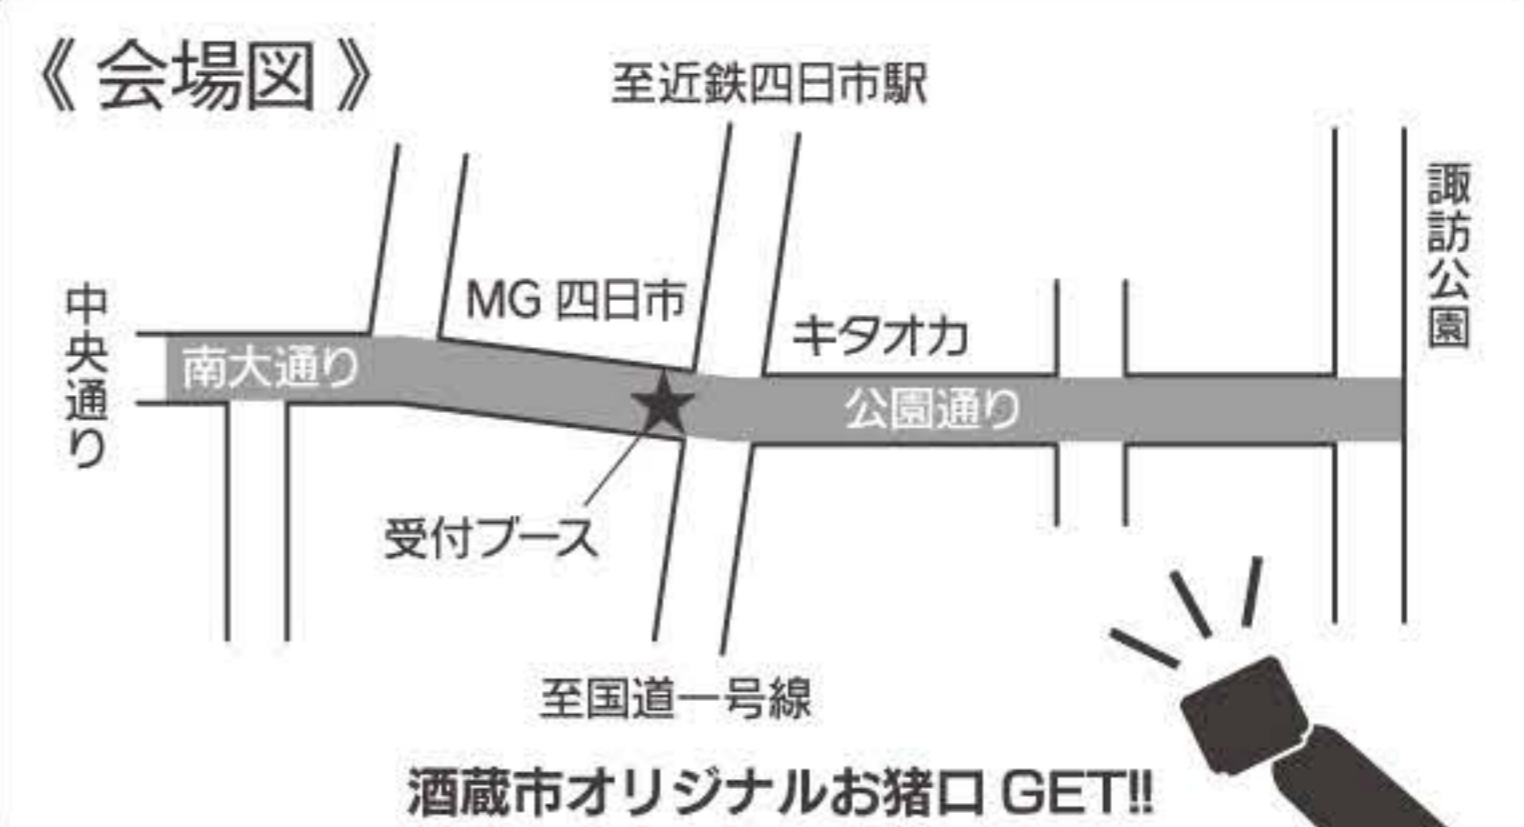 《会場図》
至近鉄四日市駅
諏訪公園
MG 四日市
キタオカ
中央通り
南大通り
公園通り
受付ブース
至国道一号線
酒蔵市オリジナルお猪口 GET!!